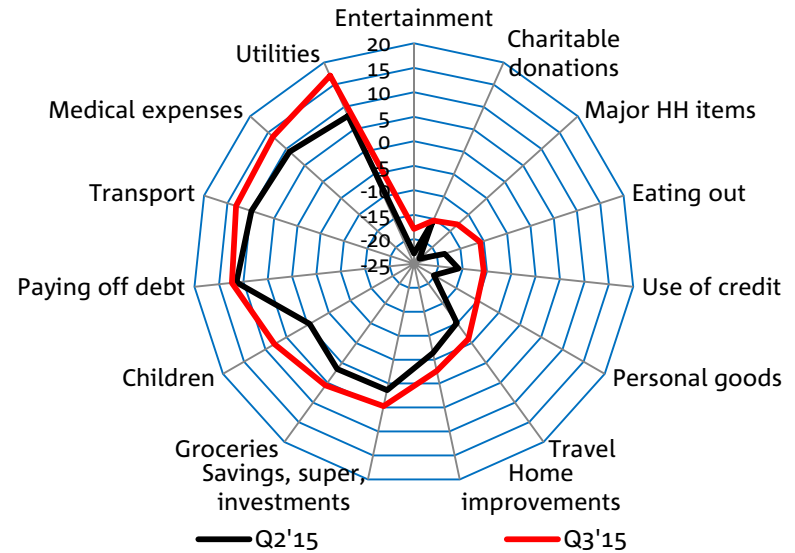 Entertainment
Charitable
donations
Major HH items
Eating out
Use of credit
Personal goods
Travel
Home
improvements
Savings, super,
investments
Groceries
Children
Paying off debt
Transport
Medical expenses
Utilities
20
15
10
5
0
-5
-10
-15
-20
-25
Q2'15
Q3'15